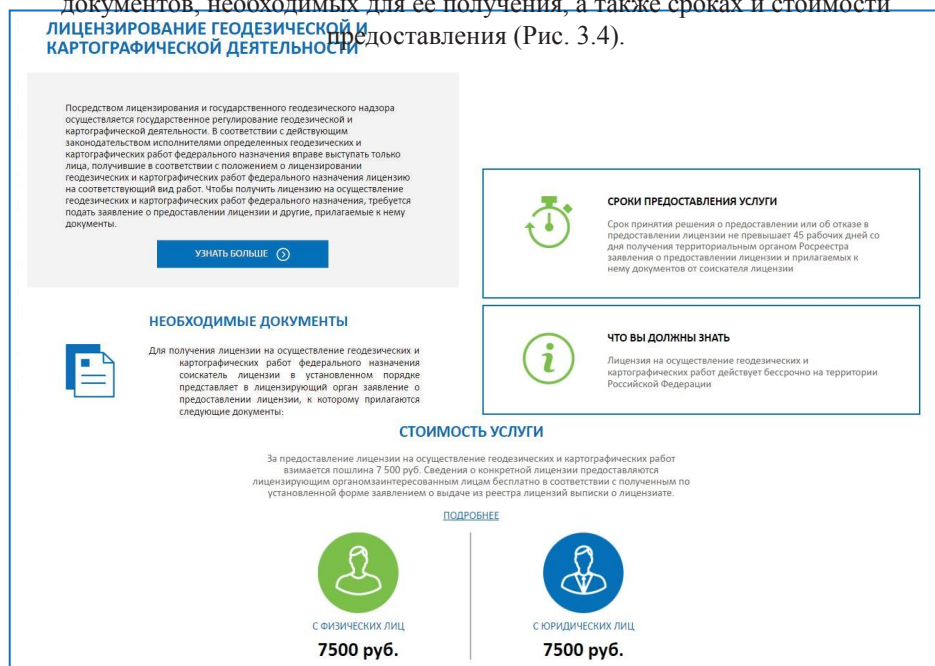 документов, необходимых для ее получения, а также сроках и стоимости
предоставления (Рис. 3.4).
ЛИЦЕНЗИРОВАНИЕ ГЕОДЕЗИЧЕСКОЙ И
КАРТОГРАФИЧЕСКОЙ ДЕЯТЕЛЬНОСТИ
Посредством лицензирования и государственного геодезического надзора
осуществляется государственное регулирование геодезической и
картографической деятельности. В соответствии с действующим
законодательством исполнителями определенных геодезических и
картографических работ федерального назначения вправе выступать только
лица, получившие в соответствии с положением о лицензировании
геодезических и картографических работ федерального назначения лицензию
на соответствующий вид работ. Чтобы получить лицензию на осуществление
геодезических и картографических работ федерального назначения, требуется
подать заявление о предоставлении лицензии и другие, прилагаемые к нему
документы.
УЗНАТЬ БОЛЬШЕ
СРОКИ ПРЕДОСТАВЛЕНИЯ УСЛУГИ
Срок принятия решения о предоставлении или об отказе в
предоставлении лицензии не превышает 45 рабочих дней со
дня получения территориальным органом Росреестра
заявления о предоставлении лицензии и прилагаемых к
нему документов от соискателя лицензии
НЕОБХОДИМЫЕ ДОКУМЕНТЫ
Для получения лицензии на осуществление геодезических и
картографических работ федерального назначения
соискатель лицензии в установленном порядке
представляет в лицензирующий орган заявление о
предоставлении лицензии, к которому прилагаются
следующие документы:
ЧТО ВЫ ДОЛЖНЫ ЗНАТЬ
Лицензия на осуществление геодезических и
картографических работ действует бессрочно на территории
Российской Федерации
СТОИМОСТЬ УСЛУГИ
За предоставление лицензии на осуществление геодезических и картографических работ
взимается пошлина 7 500 руб. Сведения о конкретной лицензии предоставляются
лицензирующим органомзаинтересованным лицам бесплатно в соответствии с полученным по
установленной форме заявлением о выдаче из реестра лицензий выписки о лицензиате.
ПОДРОБНЕЕ
С ФИЗИЧЕСКИХ ЛИЦ
7500 руб.
С ЮРИДИЧЕСКИХ ЛИЦ
7500 руб.